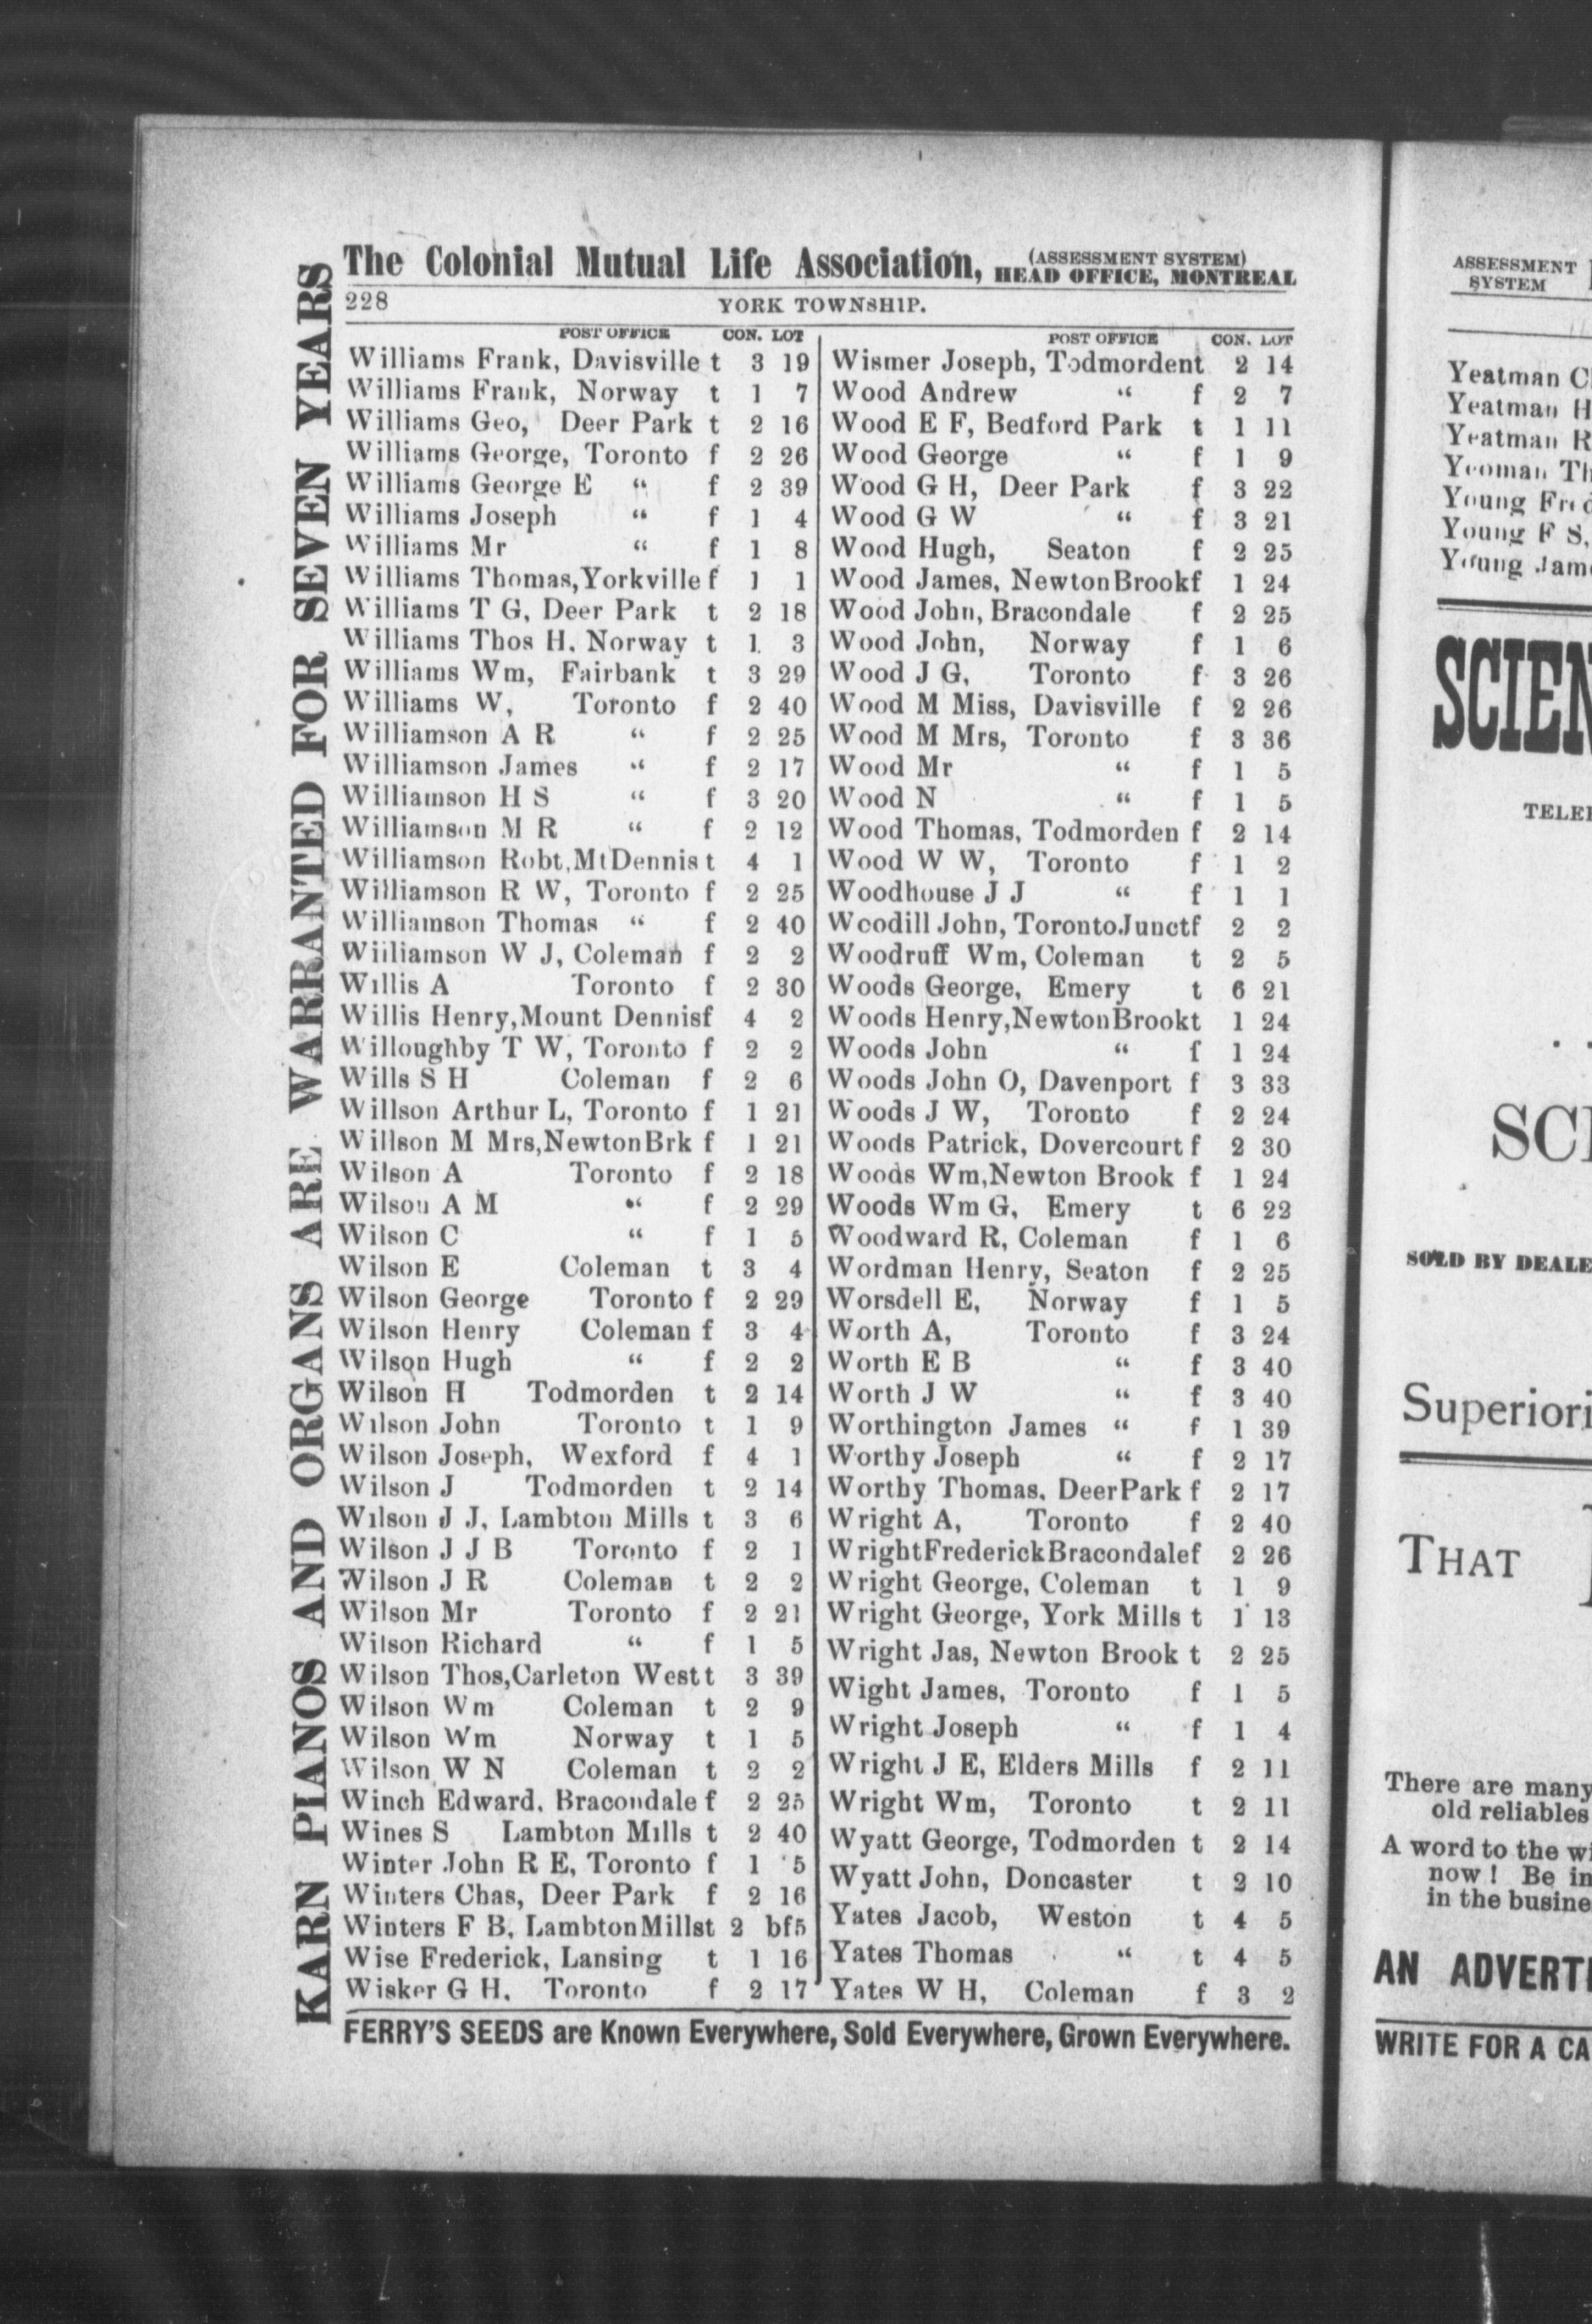 The Colonial Mutual Life Association, (ASSESSMENT SYSTEM) HEAD OFFICE, MONTREAL
228 YORK TOWNSHIP.
KARN PIANOS AND ORGANS ARE WARRANTED FOR SEVEN YEARS
POST OFFICE CON. LOT
Williams Frank, Davisville t 3 19
Williams Frank, Norway t 1 7
Williams Geo, Deer Park t 2 16
Williams George, Toronto f 2 26
Williams George E “ f 2 39
Williams Joseph “ f 1 4
Williams Mr “ f 1 8
Williams Thomas,Yorkville f 1 1
Williams T G, Deer Park t 2 18
Williams Thos H. Norway t 1 3
Williams Wm, Fairbank t 3 29
Williams W, Toronto f 2 40
Williamson A R “ f 2 25
Williamson James “ f 2 17
Williamson H S “ f 3 20
Williamson M R “ f 2 12
Williamson Robt,MtDennis t 4 1
Williamson R W, Toronto f 2 25
Williamson Thomas “ f 2 40
Williamson W J, Coleman f 2 2
Willis A Toronto f 2 30
Willis Henry,Mount Dennisf 4 2
Willoughby T W, Toronto f 2 2
Wills S H Coleman f 2 6
Willson Arthur L, Toronto f 1 21
Willson M Mrs,NewtonBrk f 1 21
Wilson A Toronto f 2 18
Wilson A M “ f 2 29
Wilson C “ f 1 5
Wilson E Coleman t 3 4
Wilson George Toronto f 2 29
Wilson Henry Coleman f 3 4
Wilson Hugh “ f 2 2
Wilson H Todmorden t 2 14
Wilson John Toronto t 1 9
Wilson Joseph, Wexford f 4 1
Wilson J Todmorden t 2 14
Wilson J J, Lambton Mills t 3 6
Wilson J J B Toronto f 2 1
Wilson J R Coleman t 2 2
Wilson Mr Toronto f 2 21
Wilson Richard “ f 1 5
Wilson Thos,Carleton West t 3 39
Wilson Wm Coleman t 2 9
Wilson Wm Norway t 1 5
Wilson W N Coleman t 2 2
Winch Edward. Bracondale f 2 25
Wines S Lambton Mills t 2 40
Winter John R E, Toronto f 1 5
Winters Chas, Deer Park f 2 16
Winters F B, LambtonMillst 2 bf5
Wise Frederick, Lansing t 1 16
Wisker G H. Toronto f 2 17
POST OFFICE CON. LOT
Wismer Joseph, Todmordent 2 14
Wood Andrew “ f 2 7
Wood E F, Bedford Park t 1 11
Wood George “ f 1 9
Wood G H, Deer Park f 3 22
Wood G W “ f 3 21
Wood Hugh, Seaton f 2 25
Wood James, NewtonBrookf 1 24
Wood John, Bracondale f 2 25
Wood John, Norway f 1 6
Wood J G, Toronto f 3 26
Wood M Miss, Davisville f 2 26
Wood M Mrs, Toronto f 3 36
Wood Mr “ f 1 5
Wood N “ f 1 5
Wood Thomas, Todmorden f 2 14
Wood W W, Toronto f 1 2
Woodhouse J J “ f 1 1
Woodill John, TorontoJunctf 2 2
Woodruff Wm, Coleman t 2 5
Woods George, Emery t 6 21
Woods Henry,NewtonBrookt 1 24
Woods John “ f 1 24
Woods John O, Davenport f 3 33
Woods J W, Toronto f 2 24
Woods Patrick, Dovercourt f 2 30
Woods Wm,Newton Brook f 1 24
Woods Wm G, Emery t 6 22
Woodward R, Coleman f 1 6
Wordman Henry, Seaton f 2 25
Worsdell E, Norway f 1 5
Worth A, Toronto f 3 24
Worth E B “ f 3 40
Worth J W “ f 3 40
Worthington James “ f 1 39
Worthy Joseph “ f 2 17
Worthy Thomas. DeerPark f 2 17
Wright A, Toronto f 2 40
WrightFrederickBracondalef 2 26
Wright George, Coleman t 1 9
Wright George, York Mills t 1 13
Wright Jas, Newton Brook t 2 25
Wight James, Toronto f 1 5
Wright Joseph “ f 1 4
Wright J E, Elders Mills f 2 11
Wright Wm, Toronto t 2 11
Wyatt George, Todmorden t 2 14
Wyatt John, Doncaster t 2 10
Yates Jacob, Weston t 4 5
Yates Thomas “ t 4 5
Yates W H, Coleman f 3 2
FERRY'S SEEDS are Known Everywhere, Sold Everywhere, Grown Everywhere.
ASSESSMENT
SYSTEM
Yeatman C
Yeatman H
Yeatman R
Yeoman Th
Young Fred
Young F S,
Young Jam
SCIEN
TELE
SCI
SOLD BY DEALE
Superiori
THAT
There are many
old reliables
A word to the wi
now! Be in
in the busine
AN ADVERTI
WRITE FOR A CA